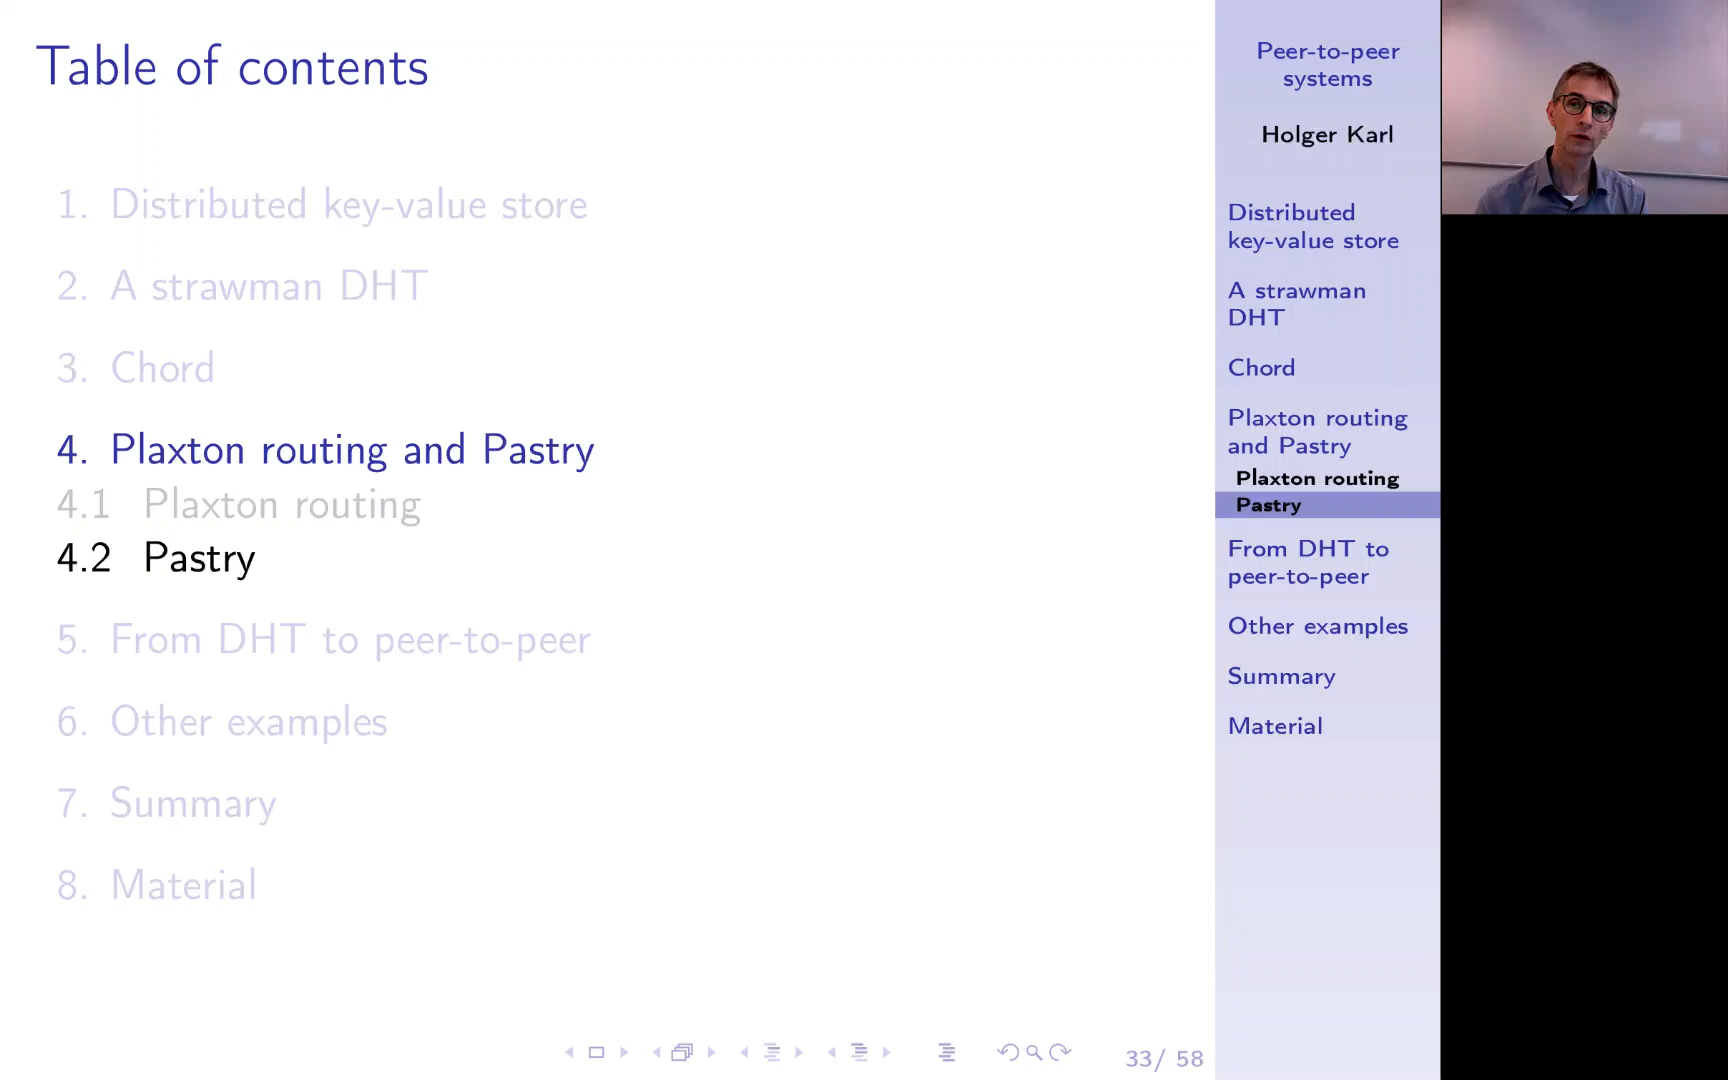 Table of contents
1. Distributed key-value store
2. A strawman DHT
3. Chord
4. Plaxton routing and Pastry
4.1 Plaxton routing
4.2 Pastry
5. From DHT to peer-to-peer
6. Other examples
7. Summary
8. Material
33/ 58
Peer-to-peer
systems
Holger Karl
Distributed
key-value store
A strawman
DHT
Chord
Plaxton routing
and Pastry
Plaxton routing
Pastry
From DHT to
peer-to-peer
Other examples
Summary
Material